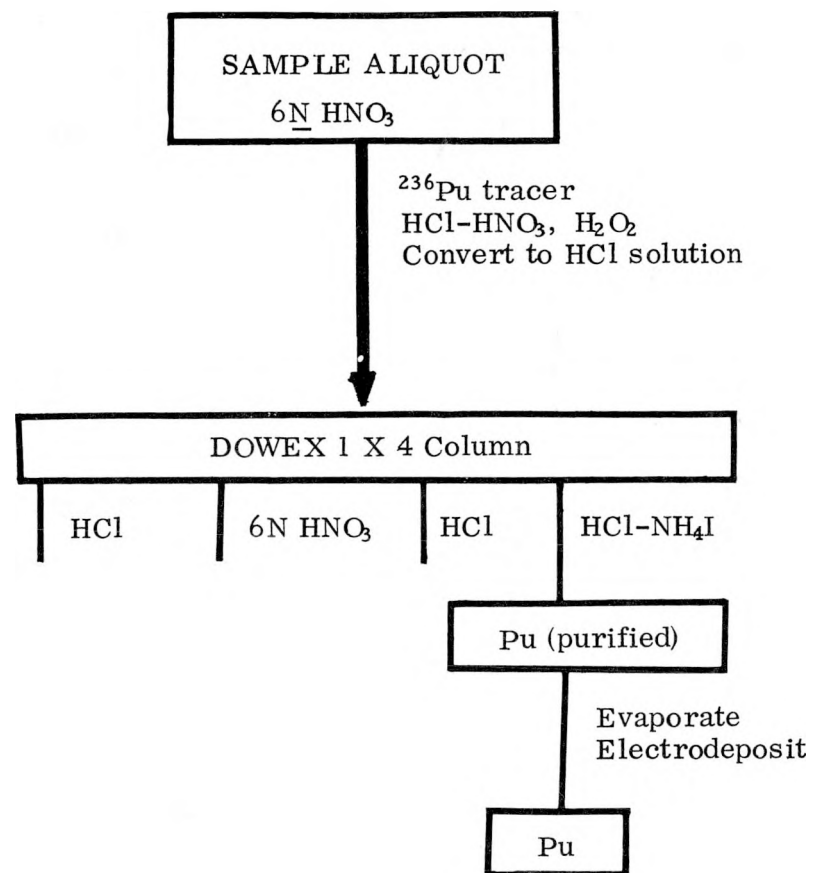 SAMPLE ALIQUOT
6N HNO₃
²³⁶Pu tracer
HCl-HNO₃, H₂O₂
Convert to HCl solution
DOWEX 1 X 4 Column
HCl
6N HNO₃
HCl
HCl-NH₄I
Pu (purified)
Evaporate
Electrodeposit
Pu